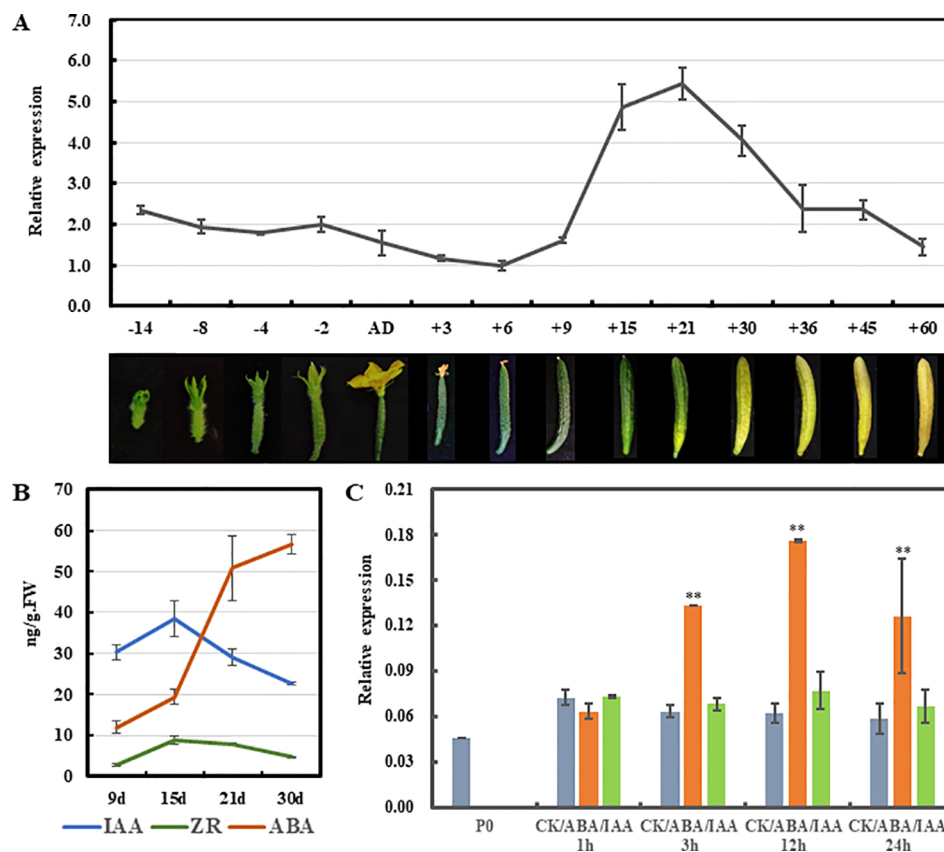 A
7.0
6.0
5.0
4.0
3.0
2.0
1.0
0.0
Relative expression
-14 -8 -4 -2 AD +3 +6 +9 +15 +21 +30 +36 +45 +60
B
70
60
50
40
30
20
10
0
ng/g.FW
9d 15d 21d 30d
IAA ZR ABA
C
0.21
0.18
0.15
0.12
0.09
0.06
0.03
0.00
Relative expression
** ** **
P0 CK/ABA/IAA CK/ABA/IAA CK/ABA/IAA CK/ABA/IAA
1h 3h 12h 24h